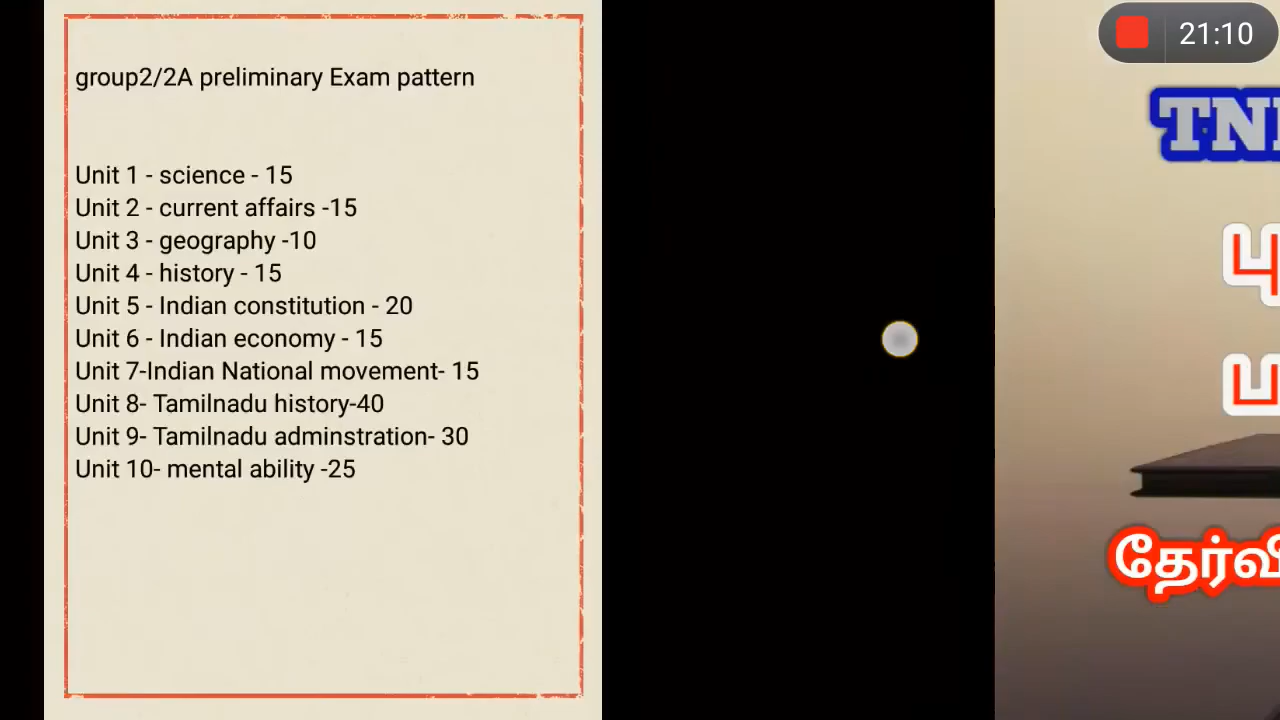 group2/2A preliminary Exam pattern
Unit 1 - science - 15
Unit 2 - current affairs -15
Unit 3 - geography -10
Unit 4 - history - 15
Unit 5 - Indian constitution - 20
Unit 6 - Indian economy - 15
Unit 7-Indian National movement- 15
Unit 8- Tamilnadu history-40
Unit 9- Tamilnadu adminstration- 30
Unit 10- mental ability -25
21:10